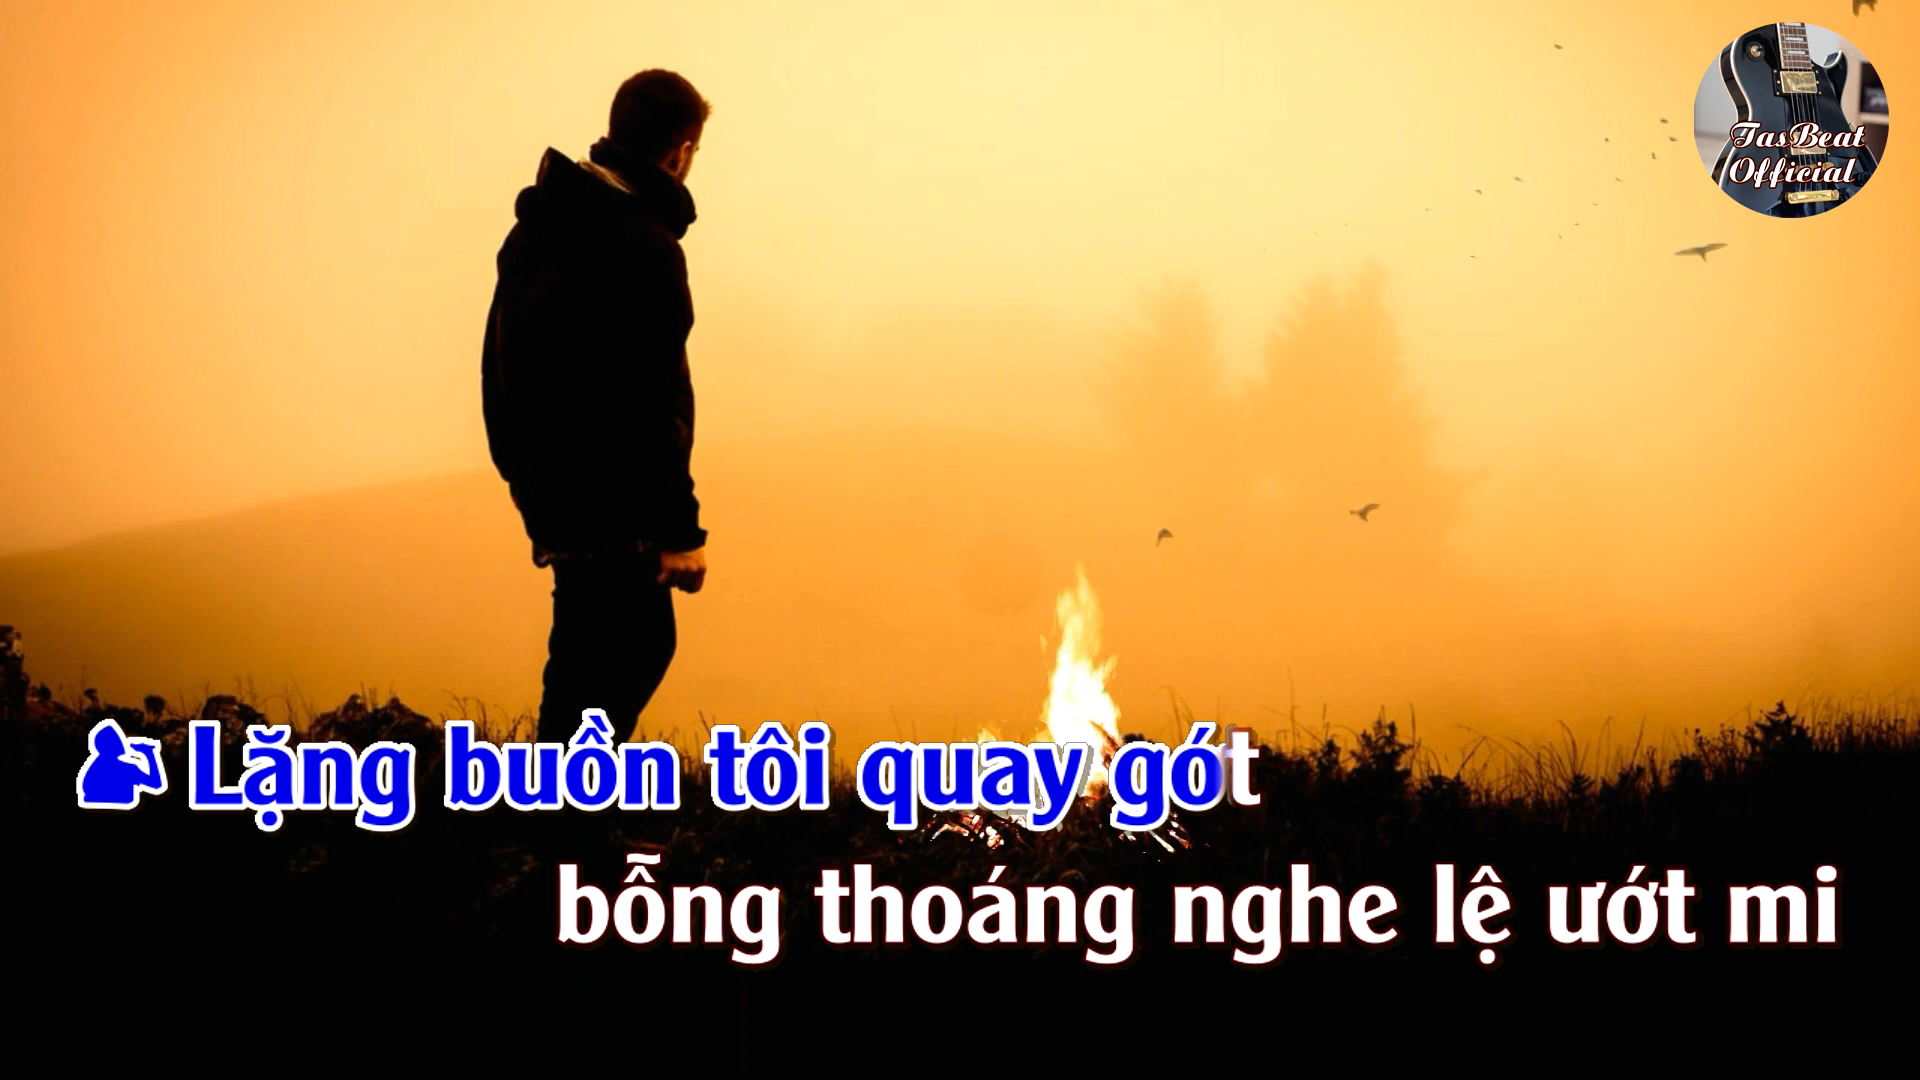 TasBeat
Official
Lặng buồn tôi quay gót
bỗng thoáng nghe lệ ướt mi